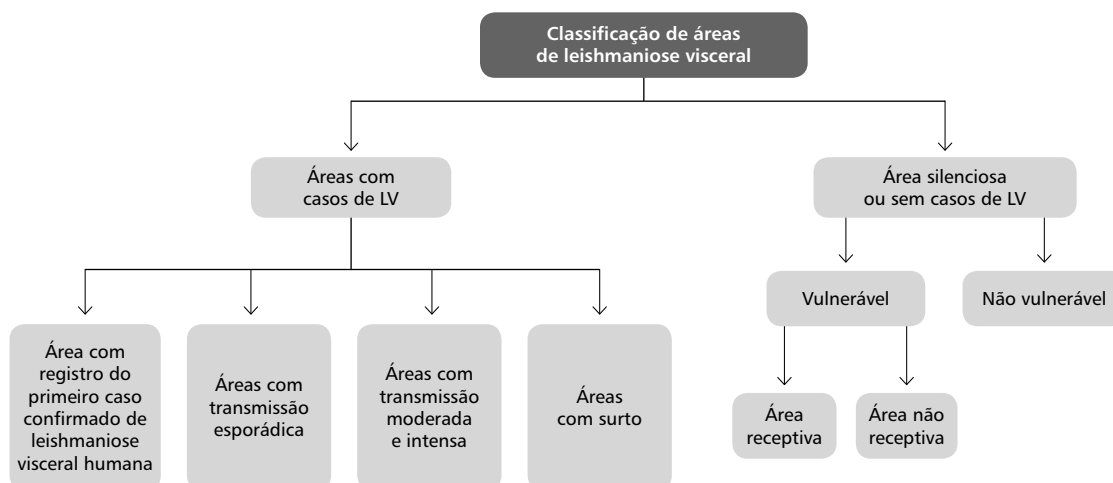 Classificação de áreas
de leishmaniose visceral
Áreas com
casos de LV
Área silenciosa
ou sem casos de LV
Vulnerável
Não vulnerável
Área com
registro do
primeiro caso
confirmado de
leishmaniose
visceral humana
Áreas com
transmissão
esporádica
Áreas com
transmissão
moderada
e intensa
Áreas
com surto
Área
receptiva
Área não
receptiva